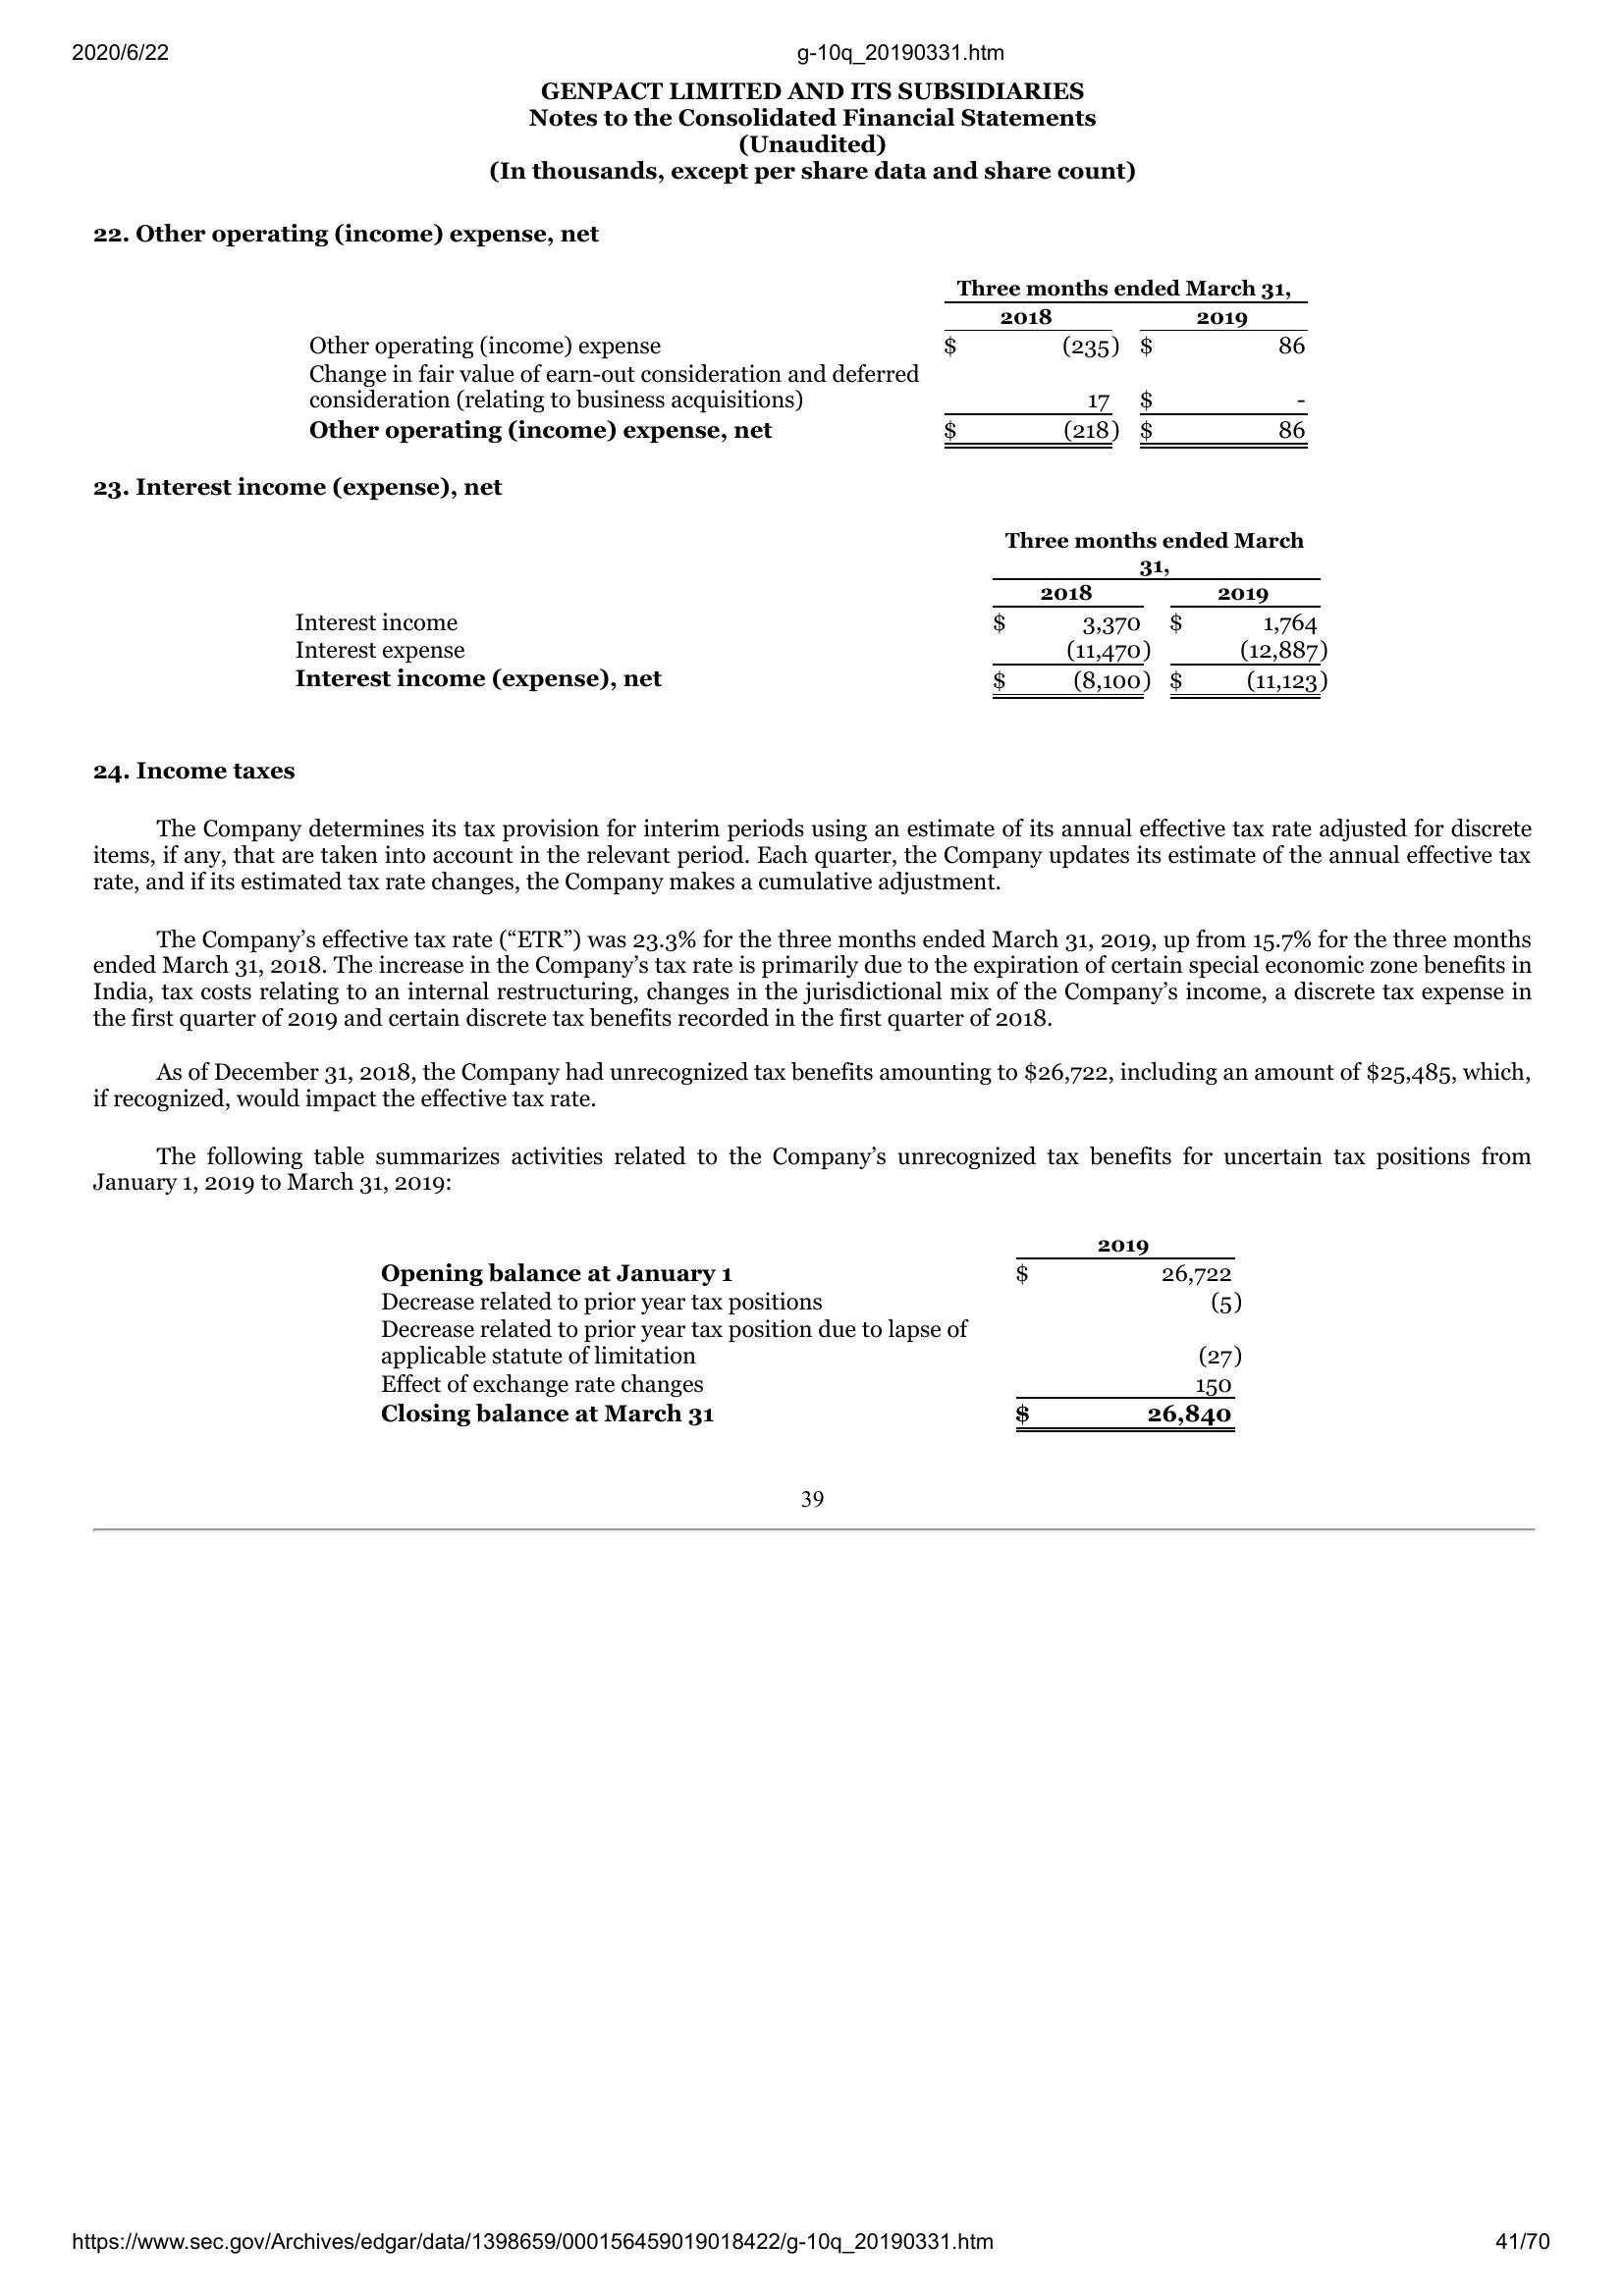 2020/6/22 g-10q_20190331.htm
GENPACT LIMITED AND ITS SUBSIDIARIES
Notes to the Consolidated Financial Statements
(Unaudited)
(In thousands, except per share data and share count)
22. Other operating (income) expense, net
Three months ended March 31,
2018 2019
Other operating (income) expense $ (235) $ 86
Change in fair value of earn-out consideration and deferred
consideration (relating to business acquisitions) 17 $ -
Other operating (income) expense, net $ (218) $ 86
23. Interest income (expense), net
Three months ended March
31,
2018 2019
Interest income $ 3,370 $ 1,764
Interest expense (11,470) (12,887)
Interest income (expense), net $ (8,100) $ (11,123)
24. Income taxes
The Company determines its tax provision for interim periods using an estimate of its annual effective tax rate adjusted for discrete
items, if any, that are taken into account in the relevant period. Each quarter, the Company updates its estimate of the annual effective tax
rate, and if its estimated tax rate changes, the Company makes a cumulative adjustment.
The Company’s effective tax rate (“ETR”) was 23.3% for the three months ended March 31, 2019, up from 15.7% for the three months
ended March 31, 2018. The increase in the Company’s tax rate is primarily due to the expiration of certain special economic zone benefits in
India, tax costs relating to an internal restructuring, changes in the jurisdictional mix of the Company’s income, a discrete tax expense in
the first quarter of 2019 and certain discrete tax benefits recorded in the first quarter of 2018.
As of December 31, 2018, the Company had unrecognized tax benefits amounting to $26,722, including an amount of $25,485, which,
if recognized, would impact the effective tax rate.
The following table summarizes activities related to the Company’s unrecognized tax benefits for uncertain tax positions from
January 1, 2019 to March 31, 2019:
2019
Opening balance at January 1 $ 26,722
Decrease related to prior year tax positions (5)
Decrease related to prior year tax position due to lapse of
applicable statute of limitation (27)
Effect of exchange rate changes 150
Closing balance at March 31 $ 26,840
39
https://www.sec.gov/Archives/edgar/data/1398659/000156459019018422/g-10q_20190331.htm 41/70